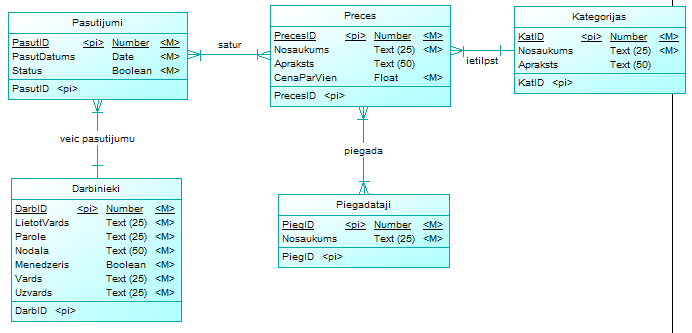 Pasutijumi
PasutID <pi> Number <M>
PasutDatums Date <M>
Status Boolean <M>
PasutID <pi>
satur
Preces
PrecesID <pi> Number <M>
Nosaukums Text (25) <M>
Apraksts Text (50)
CenaParVien Float <M>
PrecesID <pi>
ietilpst
Kategorijas
KatID <pi> Number <M>
Nosaukums Text (25) <M>
Apraksts Text (50)
KatID <pi>
veic pasutijumu
piegada
Darbinieki
DarbID <pi> Number <M>
LietotVards Text (25) <M>
Parole Text (25) <M>
Nodala Text (50) <M>
Menedzeris Boolean <M>
Vards Text (25) <M>
Uzvards Text (25) <M>
DarbID <pi>
Piegadataji
PiegID <pi> Number <M>
Nosaukums Text (25) <M>
PiegID <pi>